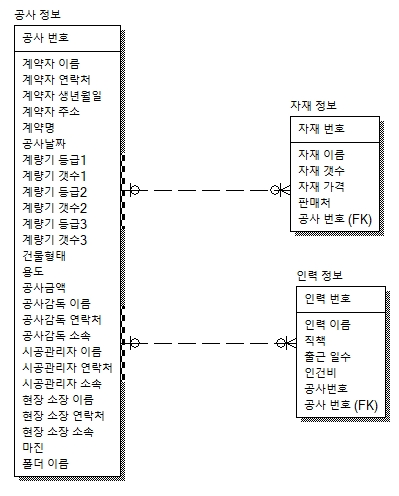 공사 정보
공사 번호
계약자 이름
계약자 연락처
계약자 생년월일
계약자 주소
계약명
공사날짜
계량기 등급1
계량기 갯수1
계량기 등급2
계량기 갯수2
계량기 등급3
계량기 갯수3
건물형태
용도
공사금액
공사감독 이름
공사감독 연락처
공사감독 소속
시공관리자 이름
시공관리자 연락처
시공관리자 소속
현장 소장 이름
현장 소장 연락처
현장 소장 소속
마진
폴더 이름
자재 정보
자재 번호
자재 이름
자재 갯수
자재 가격
판매처
공사 번호 (FK)
인력 정보
인력 번호
인력 이름
직책
출근 일수
인건비
공사번호
공사 번호 (FK)